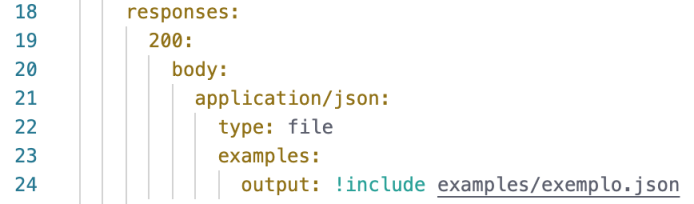 18 responses:
19 200:
20 body:
21 application/json:
22 type: file
23 examples:
24 output: !include examples/exemplo.json